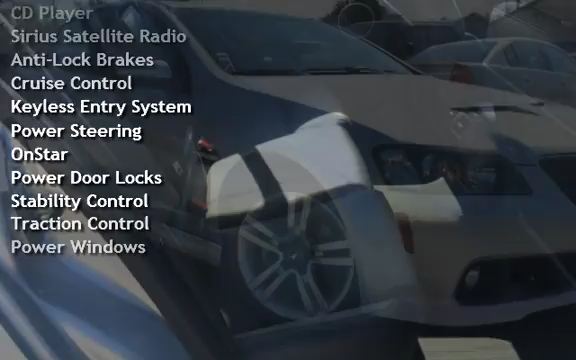 CD Player
Sirius Satellite Radio
Anti-Lock Brakes
Cruise Control
Keyless Entry System
Power Steering
OnStar
Power Door Locks
Stability Control
Traction Control
Power Windows